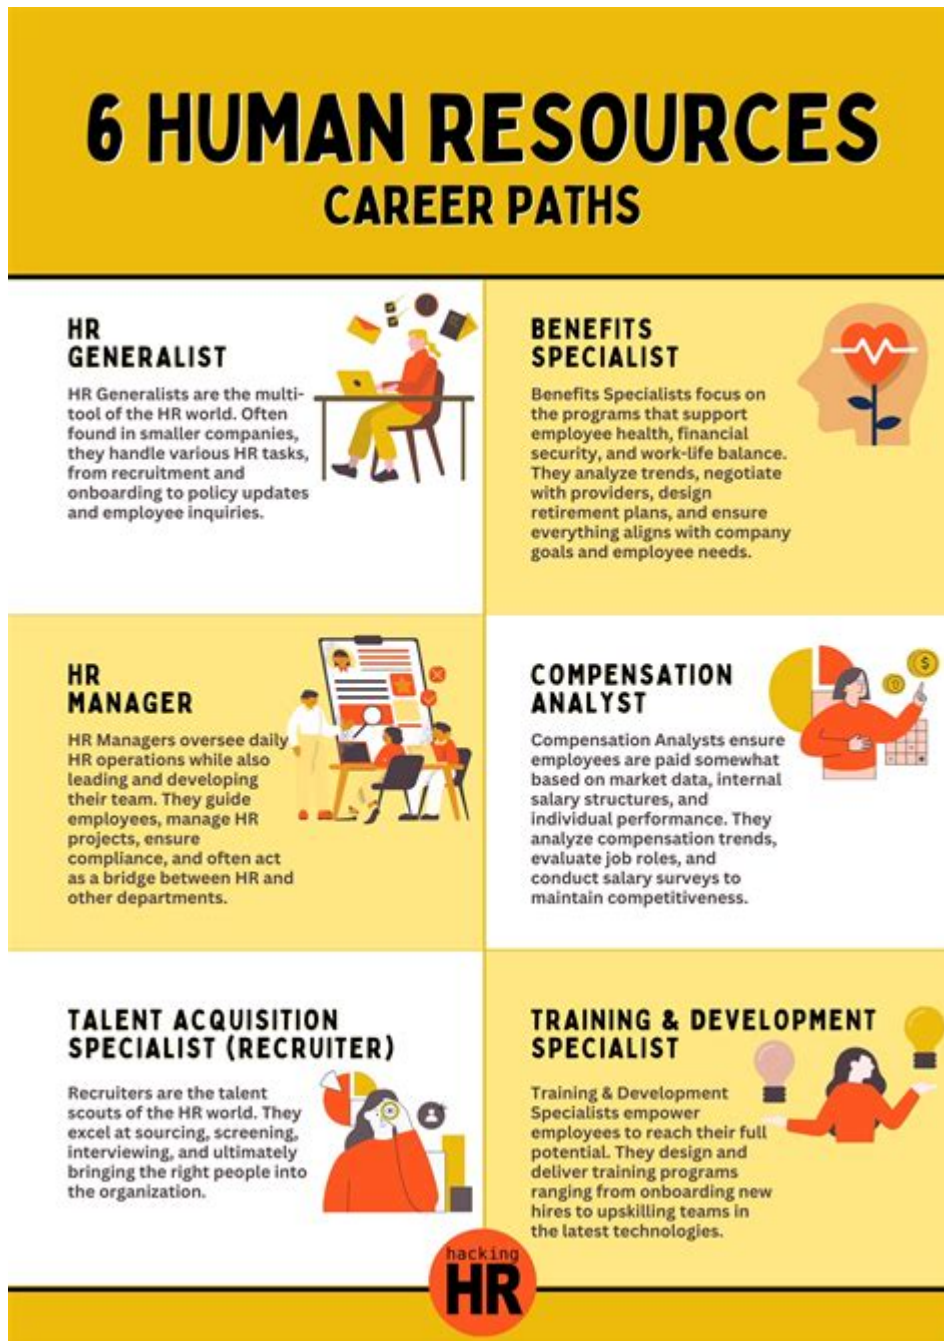 6 HUMAN RESOURCES
CAREER PATHS
HR
GENERALIST
HR Generalists are the multi-
tool of the HR world. Often
found in smaller companies,
they handle various HR tasks,
from recruitment and
onboarding to policy updates
and employee inquiries.
BENEFITS
SPECIALIST
Benefits Specialists focus on
the programs that support
employee health, financial
security, and work-life balance.
They analyze trends, negotiate
with providers, design
retirement plans, and ensure
everything aligns with company
goals and employee needs.
HR
MANAGER
HR Managers oversee daily
HR operations while also
leading and developing
their team. They guide
employees, manage HR
projects, ensure
compliance, and often act
as a bridge between HR and
other departments.
COMPENSATION
ANALYST
Compensation Analysts ensure
employees are paid somewhat
based on market data, internal
salary structures, and
individual performance. They
analyze compensation trends,
evaluate job roles, and
conduct salary surveys to
maintain competitiveness.
TALENT ACQUISITION
SPECIALIST (RECRUITER)
Recruiters are the talent
scouts of the HR world. They
excel at sourcing, screening,
interviewing, and ultimately
bringing the right people into
the organization.
TRAINING & DEVELOPMENT
SPECIALIST
Training & Development
Specialists empower
employees to reach their full
potential. They design and
deliver training programs
ranging from onboarding new
hires to upskilling teams in
the latest technologies.
hacking
HR